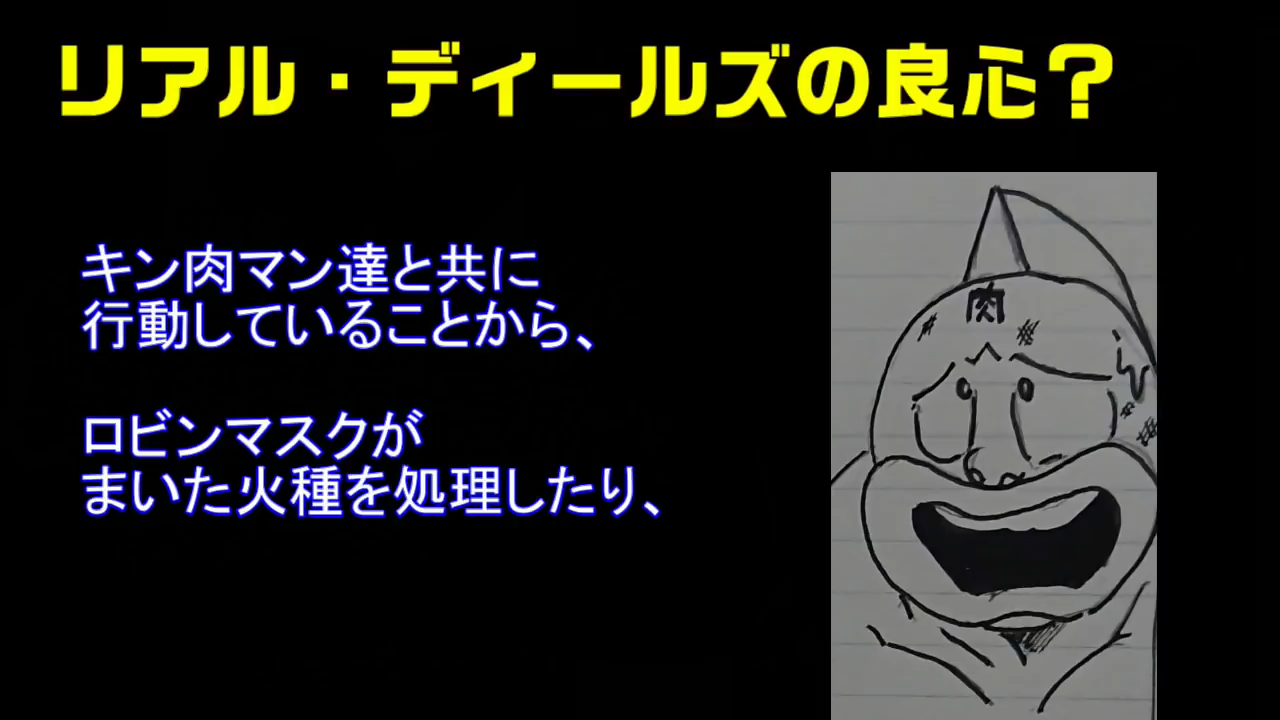 リアル・ディールズの良心?
キン肉マン達と共に
行動していることから、
ロビンマスクが
まいた火種を処理したり、
肉